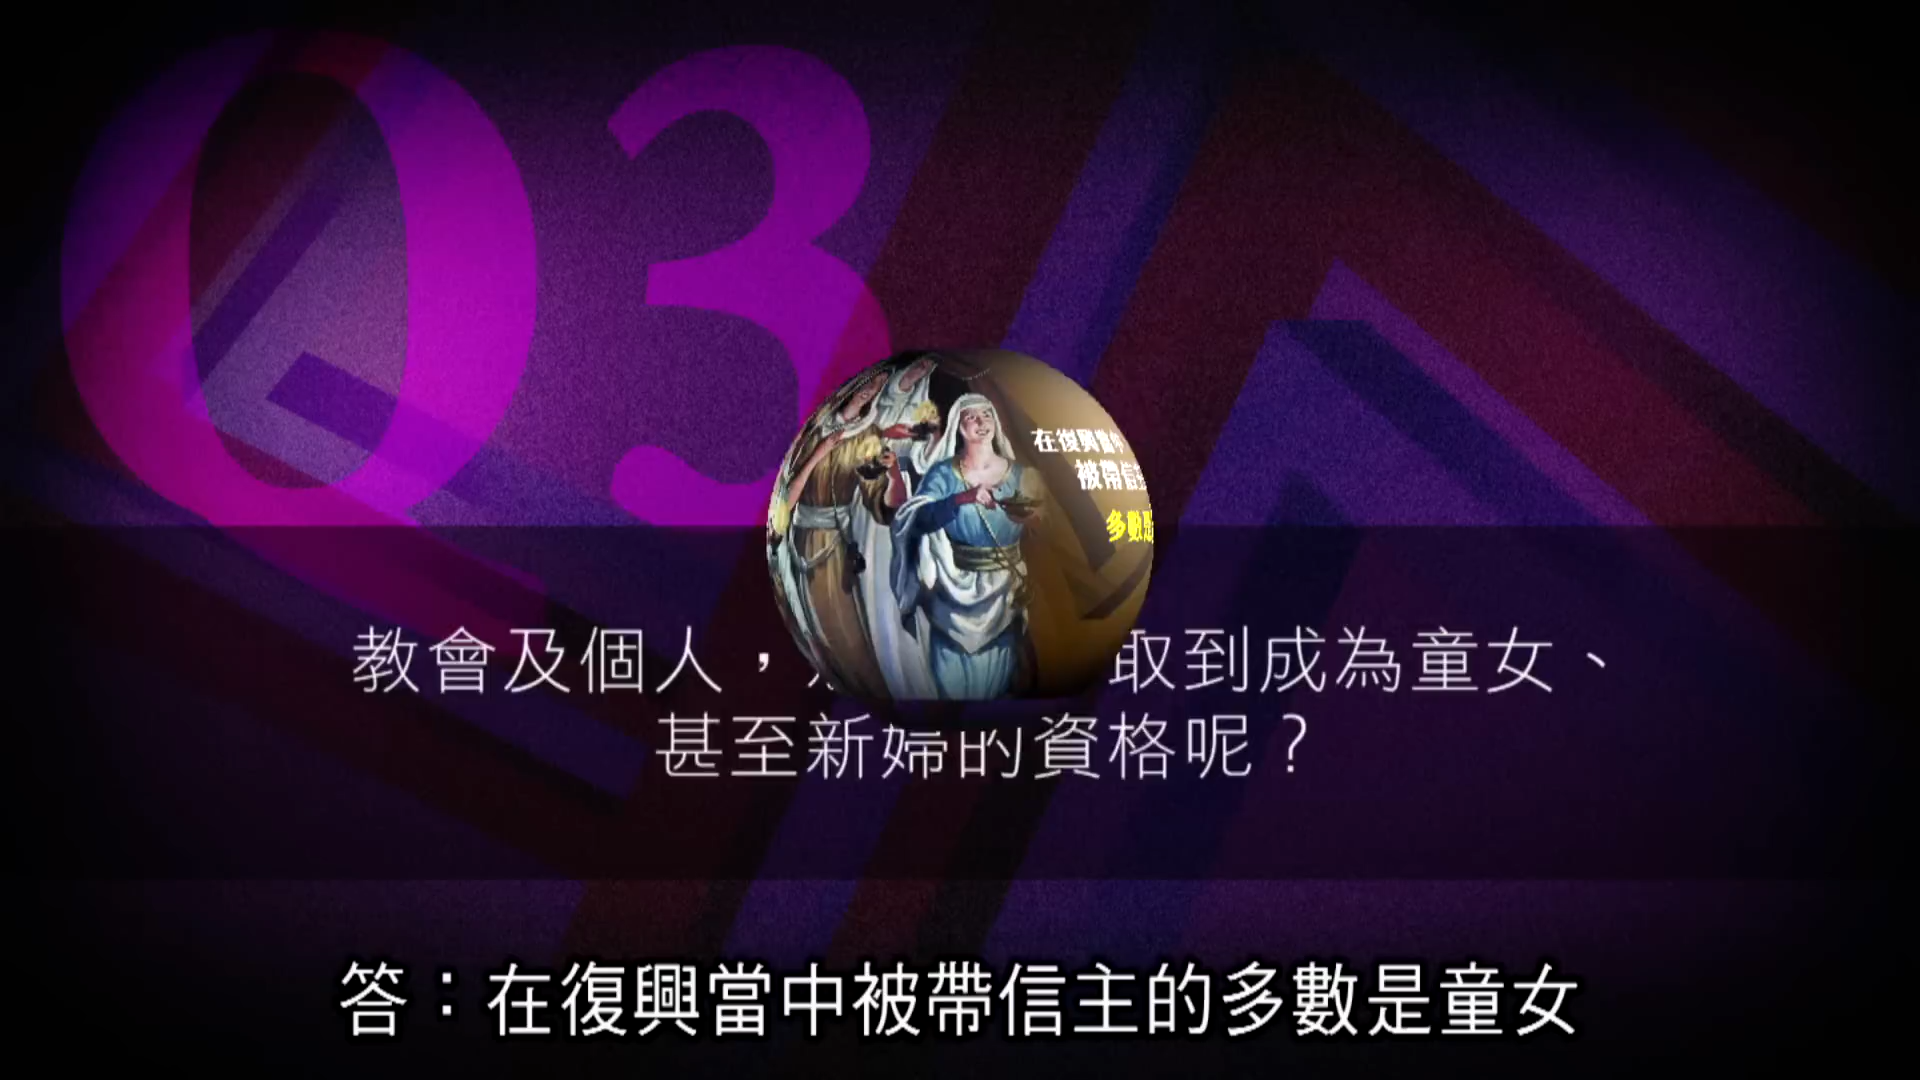 03
在復興當中
被帶信主
多數是
教會及個人，取到成為童女、
甚至新婦的資格呢？
答：在復興當中被帶信主的多數是童女